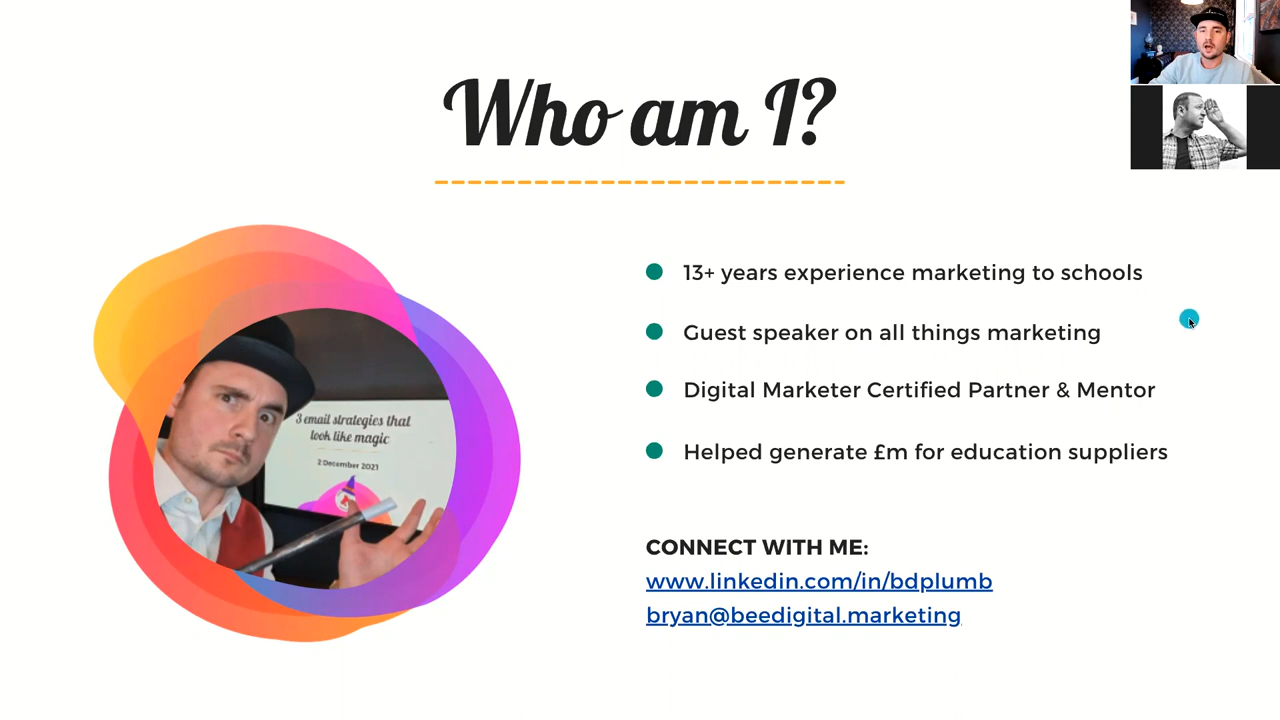 Who am I?
3 email strategies that
look like magic
2 December 2021
13+ years experience marketing to schools
Guest speaker on all things marketing
Digital Marketer Certified Partner & Mentor
Helped generate £m for education suppliers
CONNECT WITH ME:
www.linkedin.com/in/bdplumb
bryan@beedigital.marketing